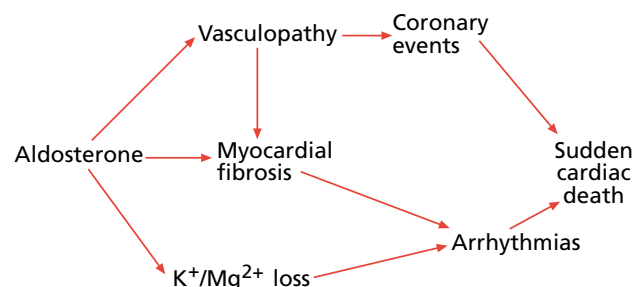 Vasculopathy
Coronary
events
Aldosterone
Myocardial
fibrosis
Sudden
cardiac
death
Arrhythmias
K⁺/Mg²⁺ loss